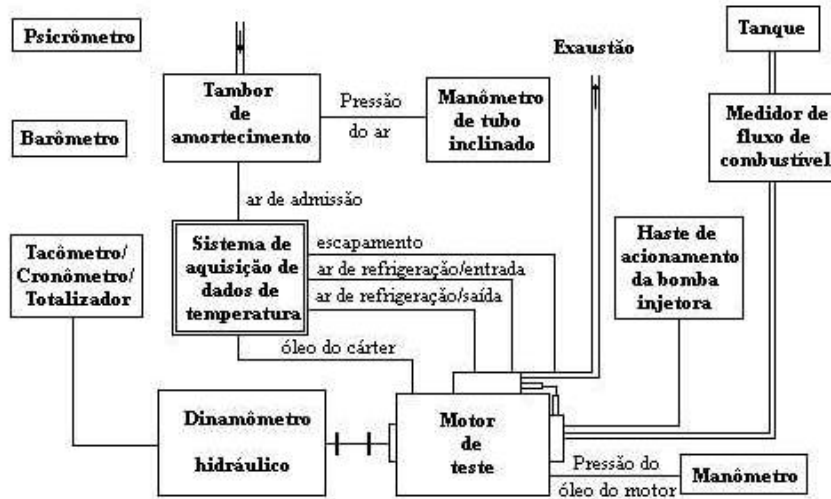 Psicrômetro
Exaustão
Tanque
Tambor
de
amortecimento
Pressão
do ar
Manômetro
de tubo
inclinado
Medidor de
fluxo de
combustível
Barômetro
ar de admissão
Tacômetro/
Cronômetro/
Totalizador
Sistema de
aquisição de
dados de
temperatura
escapamento
ar de refrigeração/entrada
ar de refrigeração/saída
Haste de
acionamento
da bomba
injetora
óleo do cárter
Dinamômetro
hidráulico
Motor
de
teste
Pressão do
óleo do motor
Manômetro